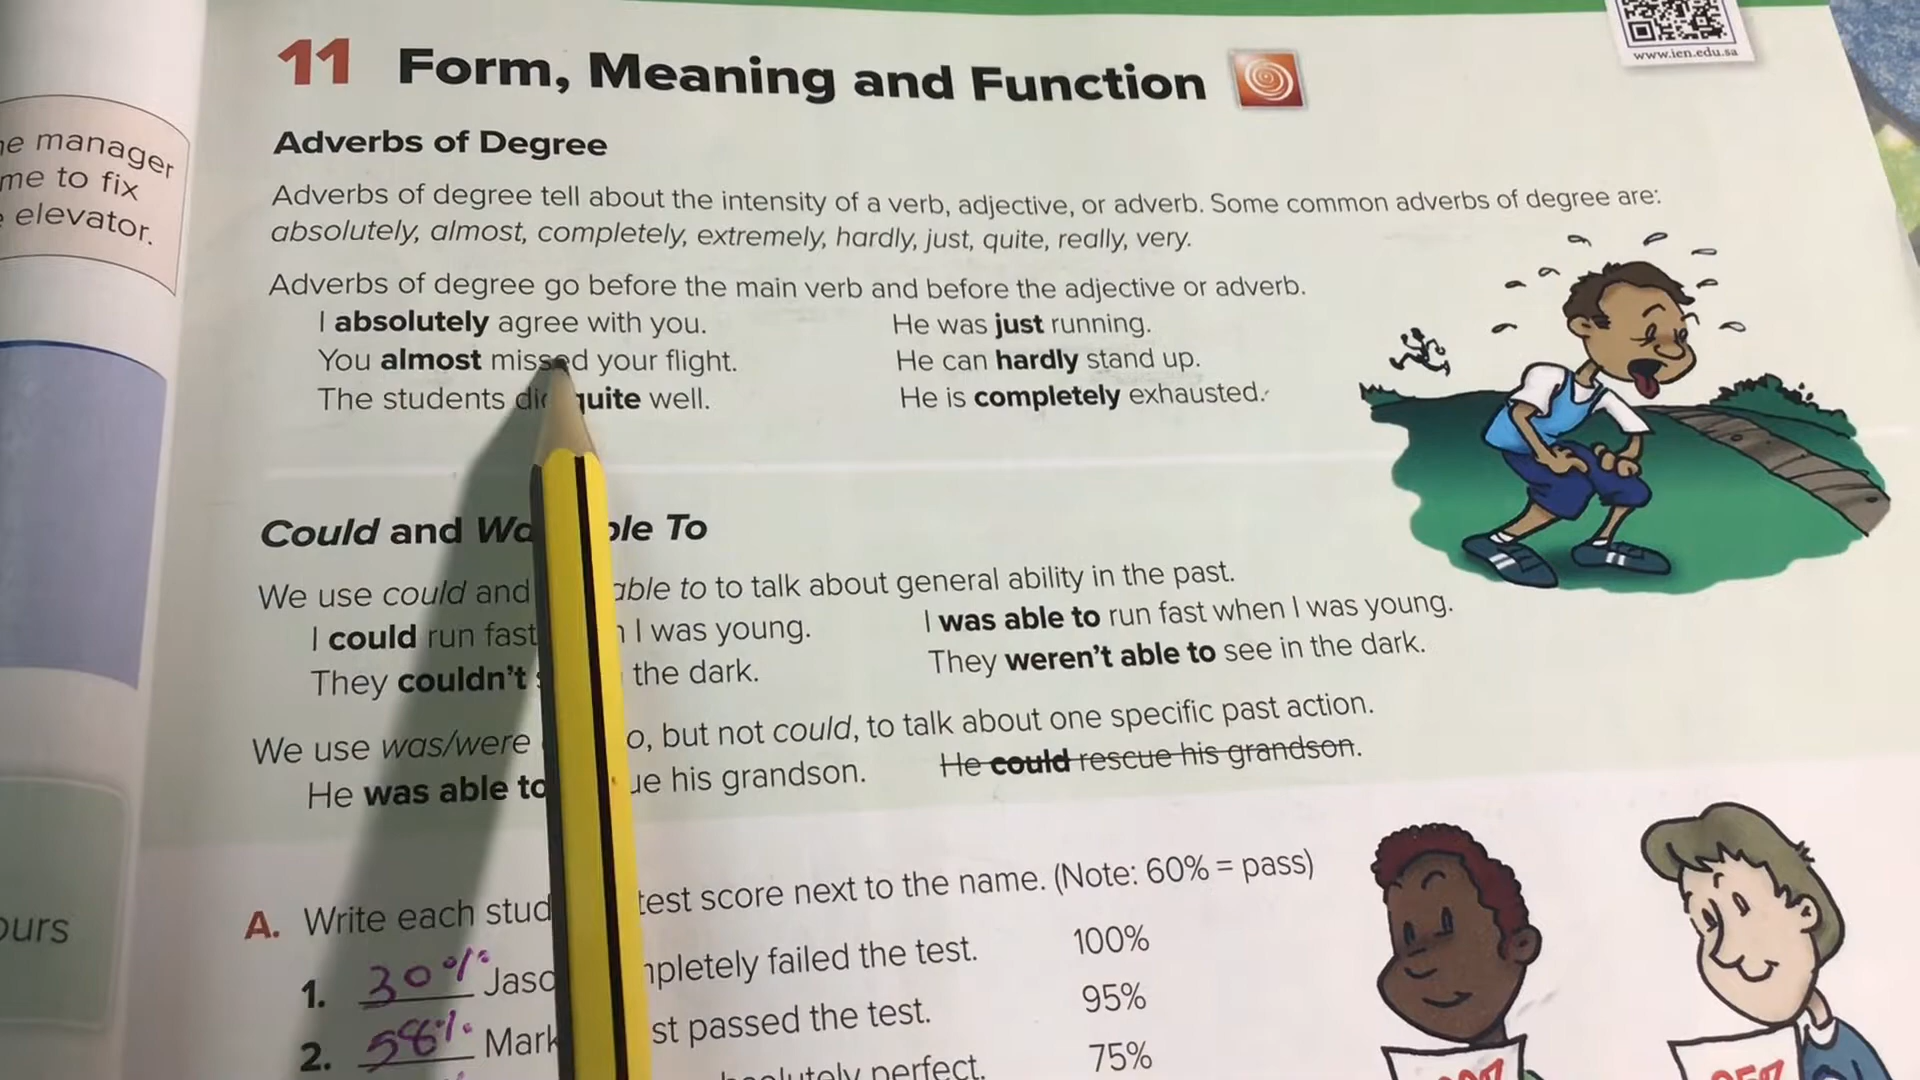 www.ien.edu.sa
11 Form, Meaning and Function
Adverbs of Degree
Adverbs of degree tell about the intensity of a verb, adjective, or adverb. Some common adverbs of degree are:
absolutely, almost, completely, extremely, hardly, just, quite, really, very.
Adverbs of degree go before the main verb and before the adjective or adverb.
I absolutely agree with you. He was just running.
You almost missed your flight. He can hardly stand up.
The students quite well. He is completely exhausted.
Could and To
We use could and able to to talk about general ability in the past.
I could run fast I was young. I was able to run fast when I was young.
They couldn't the dark. They weren't able to see in the dark.
We use was/were but not could, to talk about one specific past action.
He was able to his grandson. He could rescue his grandson.
A. Write each test score next to the name. (Note: 60% = pass)
1. 30% failed the test. 100%
2. 58% Mark passed the test. 95%
perfect. 75%
manager
me to fix
elevator.